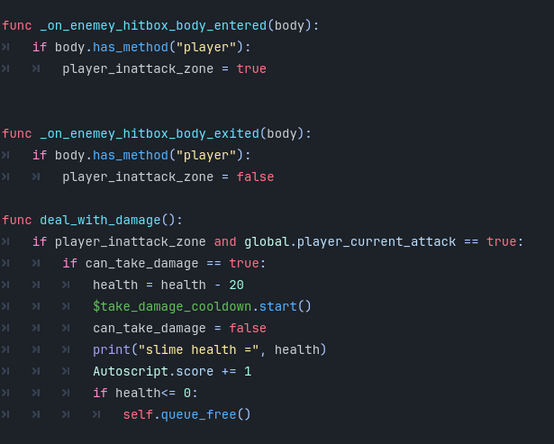 func _on_enemey_hitbox_body_entered(body):
if body.has_method("player"):
player_inattack_zone = true
func _on_enemey_hitbox_body_exited(body):
if body.has_method("player"):
player_inattack_zone = false
func deal_with_damage():
if player_inattack_zone and global.player_current_attack == true:
if can_take_damage == true:
health = health - 20
$take_damage_cooldown.start()
can_take_damage = false
print("slime health =", health)
Autoscript.score += 1
if health<= 0:
self.queue_free()